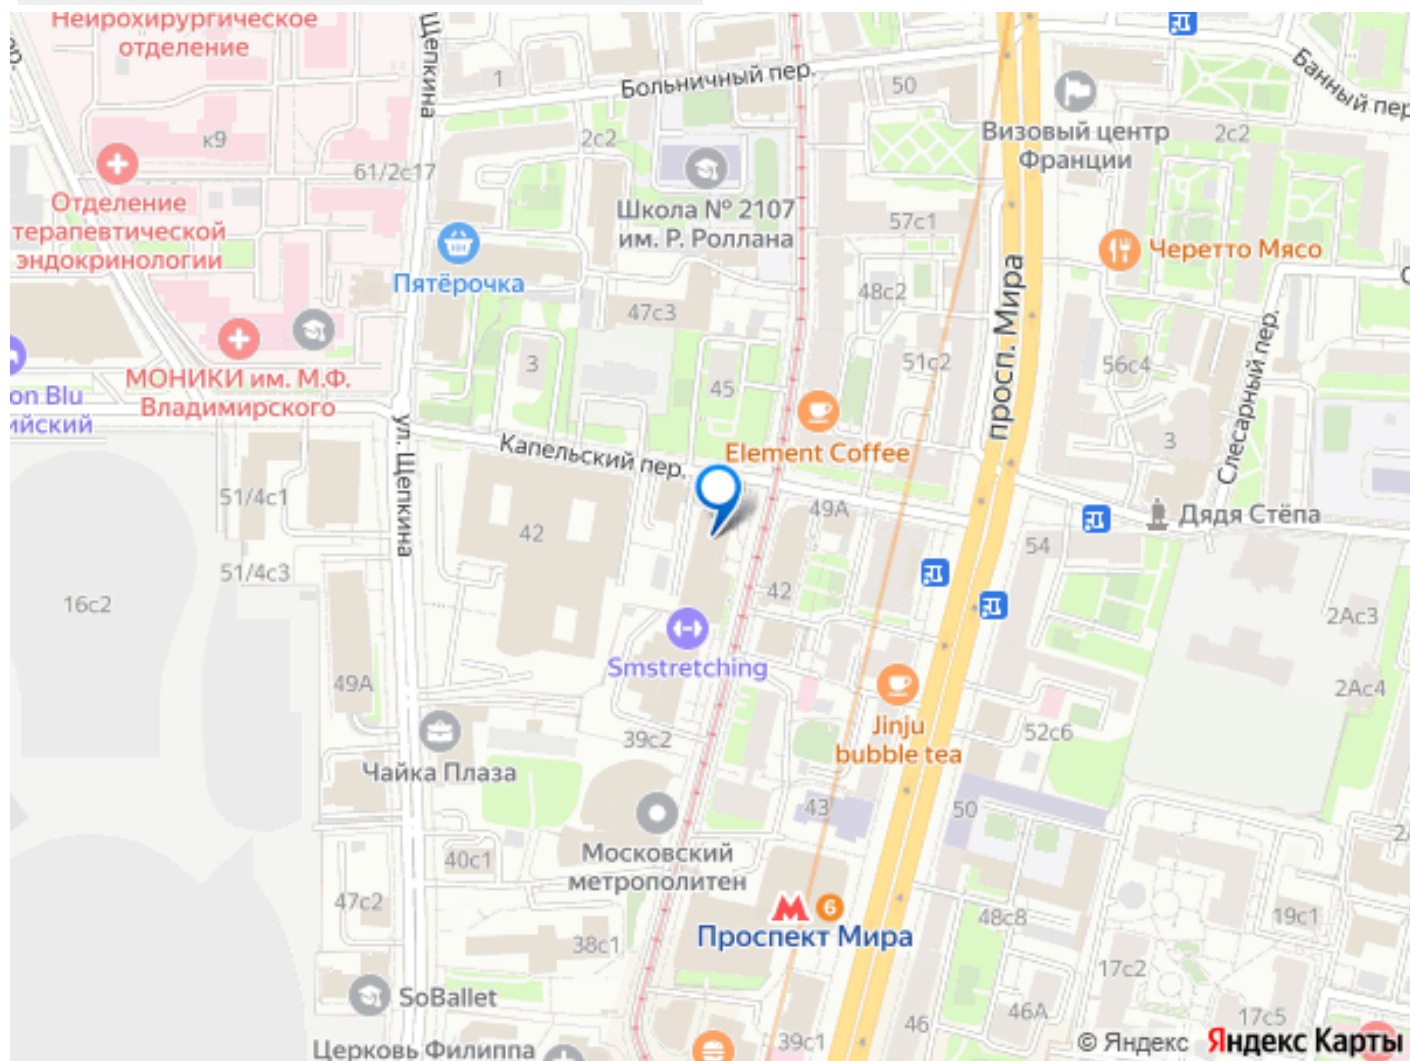 Нейрохирургическое
отделение
Щепкина
1
Больничный пер.
50
Банный пер.
Визовый центр
Франции
2с2
к9
2с2
61/2с17
Отделение
терапевтической
эндокринологии
Школа № 2107
им. Р. Роллана
57с1
Черетто Мясо
Пятёрочка
48с2
47с3
просп. Мира
51с2
56с4
Слесарный пер.
3
45
МОНИКИ им. М.Ф.
Владимирского
on Blu
ийский
ул. Щепкина
Капельский пер.
Element Coffee
3
51/4с1
49А
Дядя Стёпа
42
54
51/4с3
16с2
42
2Ас3
Smstretching
49А
2Ас4
Jinju
bubble tea
52с6
39с2
Чайка Плаза
43
50
Московский
метрополитен
40с1
47с2
6
Проспект Мира
48с8
19с1
38с1
17с2
SoBallet
46А
17с5
39с1
46
Церковь Филиппа
© Яндекс Яндекс Карты